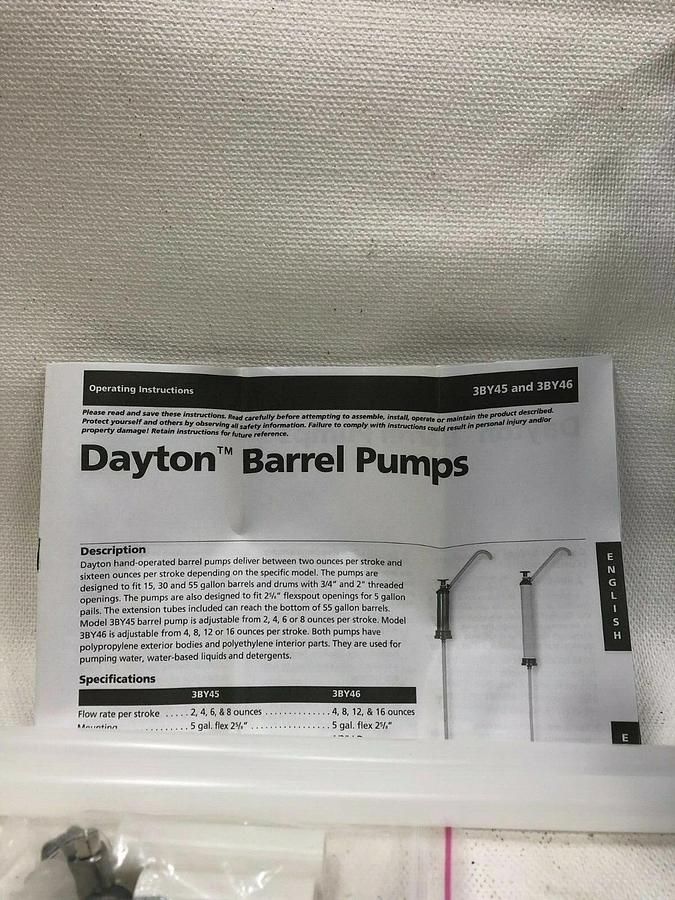 Operating Instructions 3BY45 and 3BY46
Please read and save these instructions. Read carefully before attempting to assemble, install, operate or maintain the product described.
Protect yourself and others by observing all safety information. Failure to comply with instructions could result in personal injury and/or
property damage! Retain instructions for future reference.
Dayton™ Barrel Pumps
Description
Dayton hand-operated barrel pumps deliver between two ounces per stroke and
sixteen ounces per stroke depending on the specific model. The pumps are
designed to fit 15, 30 and 55 gallon barrels and drums with 3/4" and 2" threaded
openings. The pumps are also designed to fit 2⅝" flexspout openings for 5 gallon
pails. The extension tubes included can reach the bottom of 55 gallon barrels.
Model 3BY45 barrel pump is adjustable from 2, 4, 6 or 8 ounces per stroke. Model
3BY46 is adjustable from 4, 8, 12 or 16 ounces per stroke. Both pumps have
polypropylene exterior bodies and polyethylene interior parts. They are used for
pumping water, water-based liquids and detergents.
Specifications
3BY45 3BY46
Flow rate per stroke ..... 2, 4, 6, & 8 ounces .............. 4, 8, 12, & 16 ounces
Mounting .............. 5 gal. flex 2⅝" ................. 5 gal. flex 2⅝"
ENGLISH
E